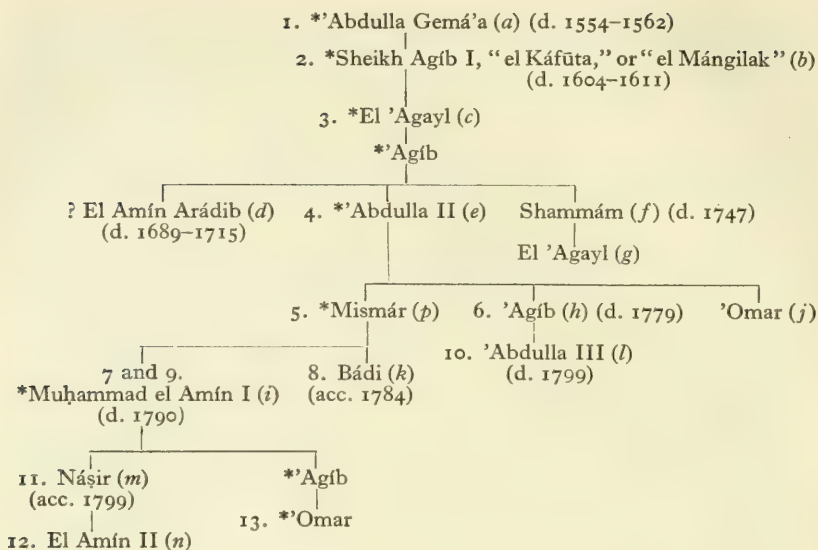 1. *'Abdulla Gemá'a (a) (d. 1554–1562)
2. *Sheikh Agíb I, "el Káfūta," or "el Mángilak" (b)
(d. 1604–1611)
3. *El 'Agayl (c)
*'Agíb
? El Amín Arádib (d) 4. *'Abdulla II (e) Shammám (f) (d. 1747)
(d. 1689–1715)
El 'Agayl (g)
5. *Mismár (p) 6. 'Agíb (h) (d. 1779) 'Omar (j)
10. 'Abdulla III (l)
(d. 1799)
7 and 9. 8. Bádi (k)
*Muḥammad el Amín I (i) (acc. 1784)
(d. 1790)
11. Náṣir (m) *'Agíb
(acc. 1799)
13. *'Omar
12. El Amín II (n)